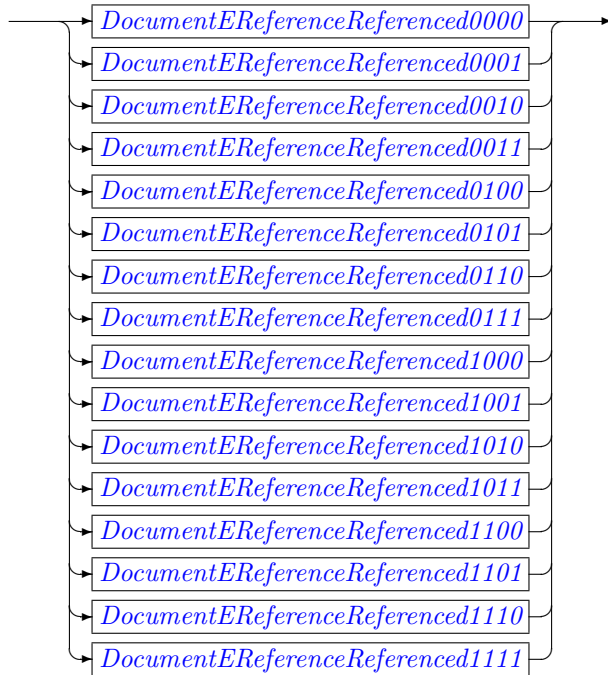 DocumentEReferenceReferenced0000
DocumentEReferenceReferenced0001
DocumentEReferenceReferenced0010
DocumentEReferenceReferenced0011
DocumentEReferenceReferenced0100
DocumentEReferenceReferenced0101
DocumentEReferenceReferenced0110
DocumentEReferenceReferenced0111
DocumentEReferenceReferenced1000
DocumentEReferenceReferenced1001
DocumentEReferenceReferenced1010
DocumentEReferenceReferenced1011
DocumentEReferenceReferenced1100
DocumentEReferenceReferenced1101
DocumentEReferenceReferenced1110
DocumentEReferenceReferenced1111